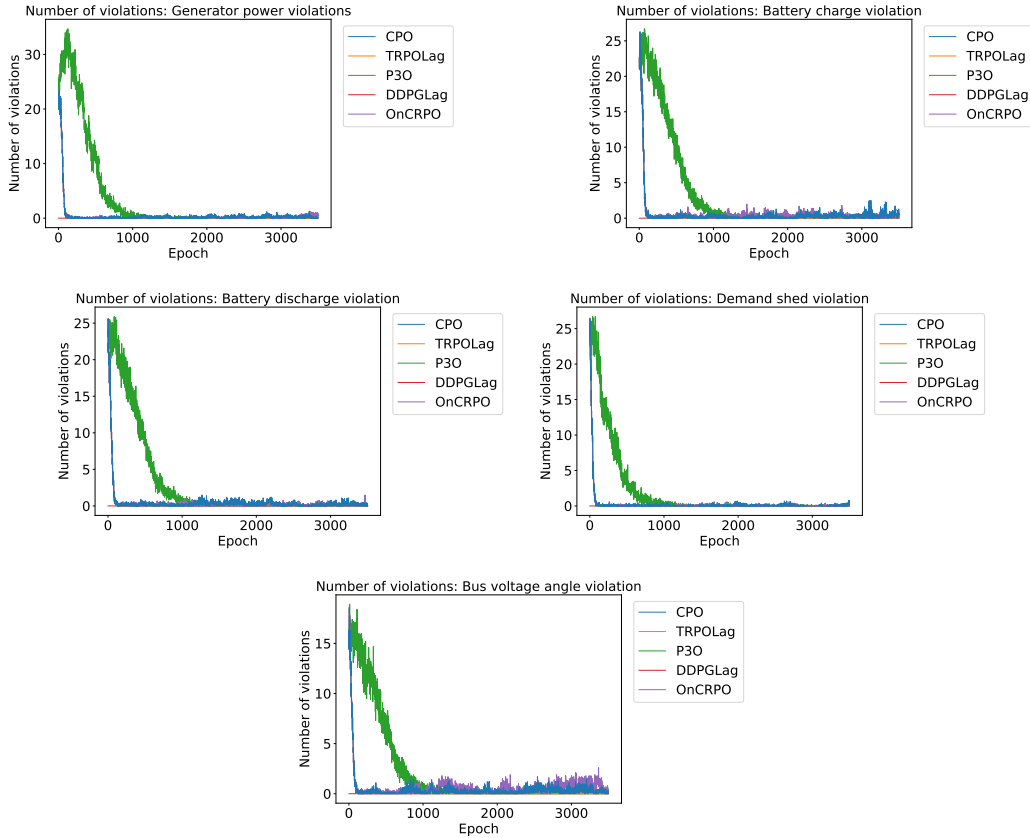 Number of violations: Generator power violations
Number of violations
30
20
10
0
0
1000
2000
3000
Epoch
CPO
TRPOLag
P3O
DDPGLag
OnCRPO
Number of violations: Battery charge violation
Number of violations
25
20
15
10
5
0
0
1000
2000
3000
Epoch
CPO
TRPOLag
P3O
DDPGLag
OnCRPO
Number of violations: Battery discharge violation
Number of violations
25
20
15
10
5
0
0
1000
2000
3000
Epoch
CPO
TRPOLag
P3O
DDPGLag
OnCRPO
Number of violations: Demand shed violation
Number of violations
25
20
15
10
5
0
0
1000
2000
3000
Epoch
CPO
TRPOLag
P3O
DDPGLag
OnCRPO
Number of violations: Bus voltage angle violation
Number of violations
15
10
5
0
0
1000
2000
3000
Epoch
CPO
TRPOLag
P3O
DDPGLag
OnCRPO